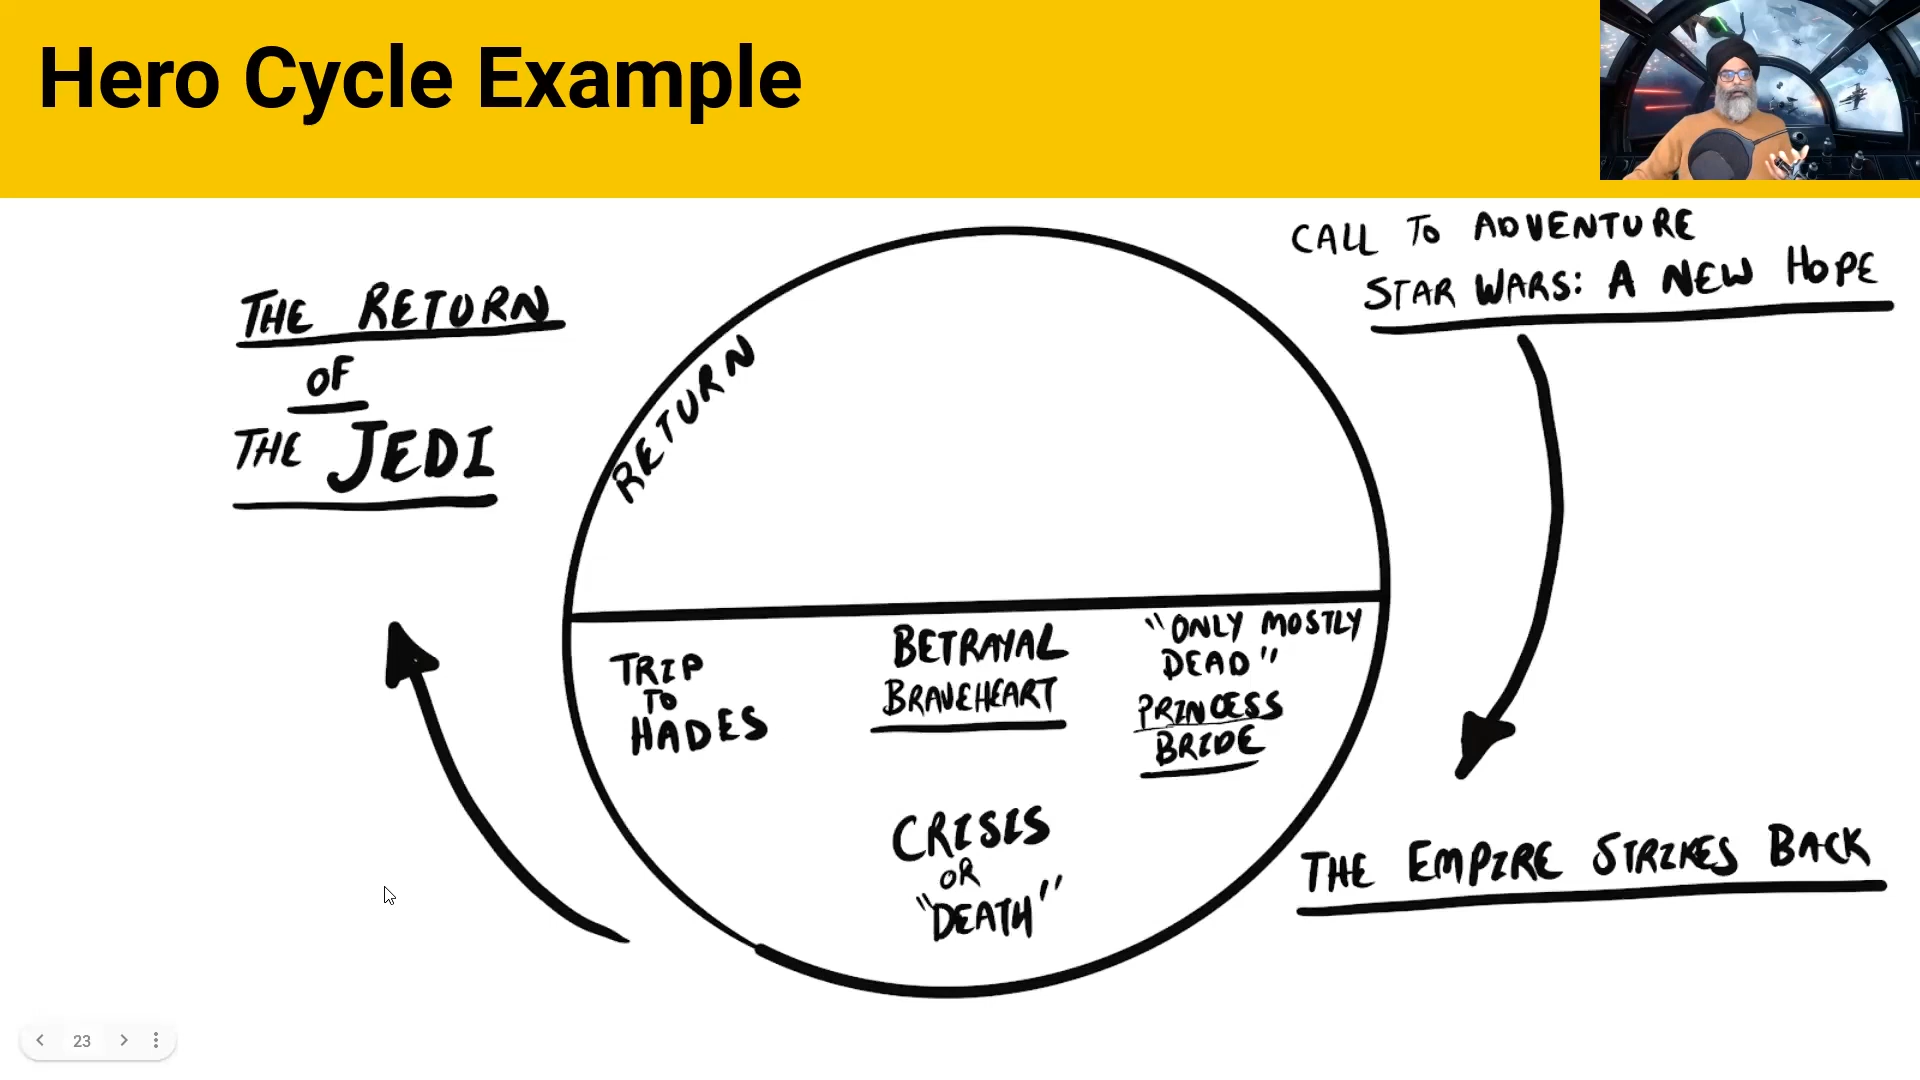 Hero Cycle Example
CALL TO ADVENTURE
STAR WARS: A NEW HOPE
THE RETURN
OF
THE JEDI
RETURN
TRIP
TO
HADES
BETRAYAL
BRAVEHEART
"ONLY MOSTLY
DEAD"
PRINCESS
BRIDE
CRISIS
OR
"DEATH"
THE EMPIRE STRIKES BACK
23